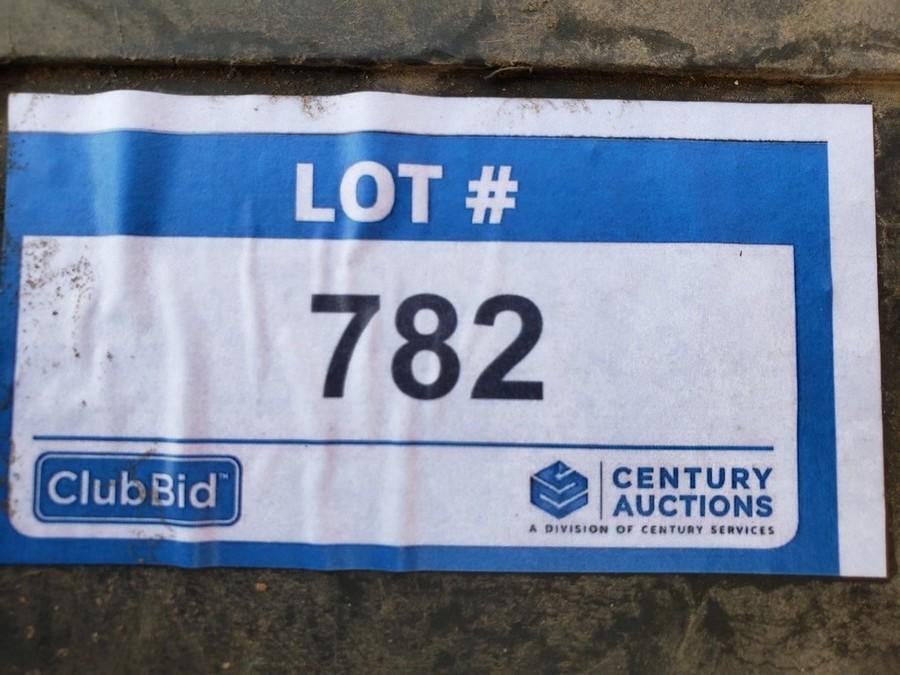 LOT #
782
ClubBid™
CENTURY
AUCTIONS
A DIVISION OF CENTURY SERVICES